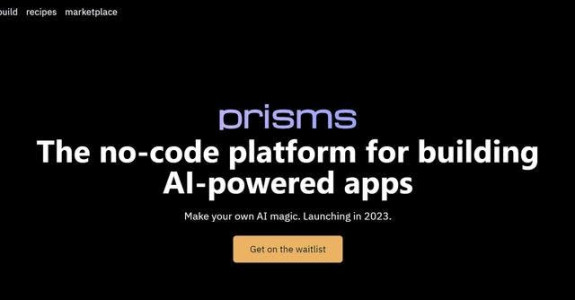 build recipes marketplace
prisms
The no-code platform for building
AI-powered apps
Make your own AI magic. Launching in 2023.
Get on the waitlist